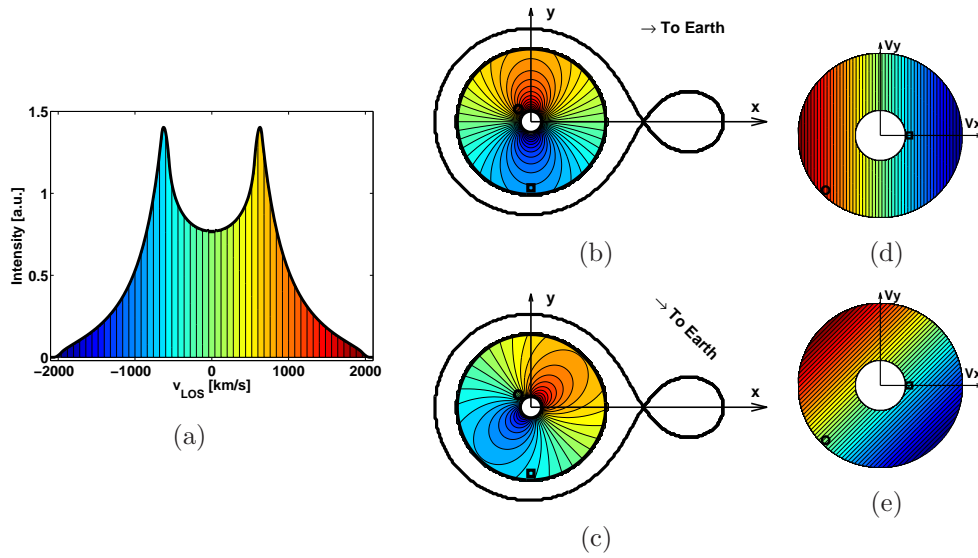 1.5
1
0.5
0
Intensity [a.u.]
−2000
−1000
0
1000
2000
v_LOS [km/s]
(a)
y
→ To Earth
x
(b)
y
→ To Earth
x
(c)
Vy
Vx
(d)
Vy
Vx
(e)